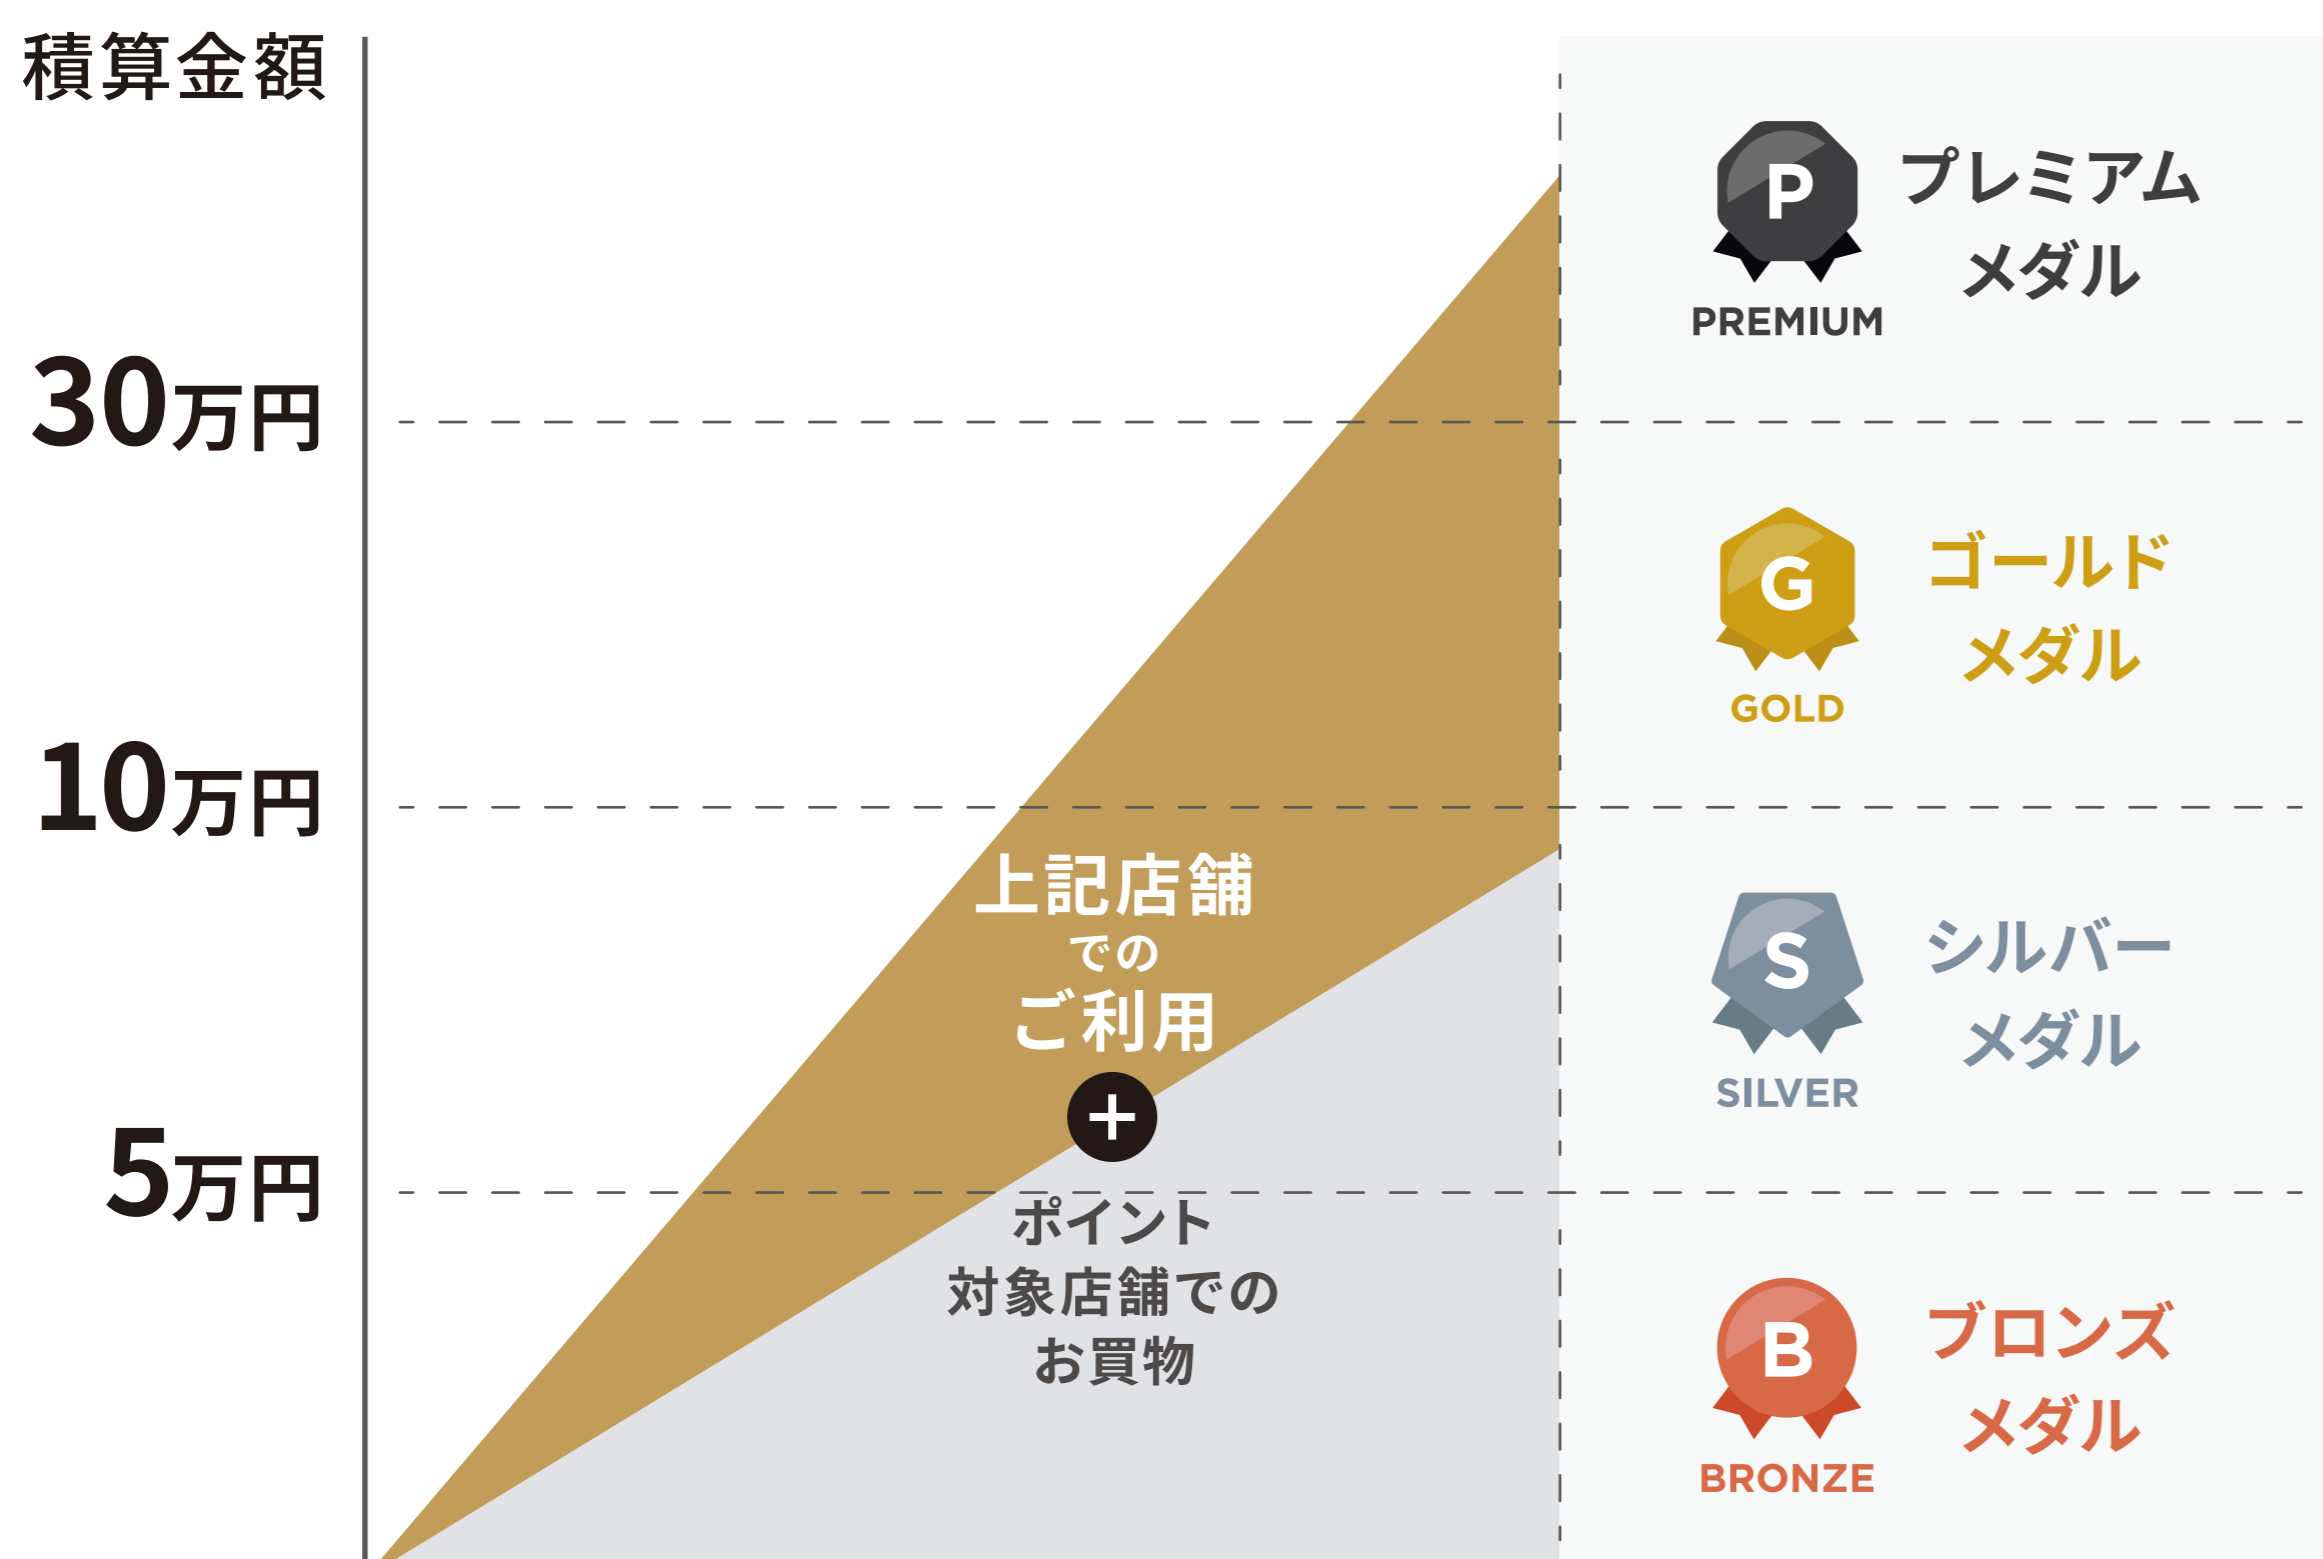 積算金額
P
プレミアム
メダル
PREMIUM
30万円
G
ゴールド
メダル
GOLD
10万円
上記店舗
での
ご利用
+
S
シルバー
メダル
SILVER
5万円
ポイント
対象店舗での
お買物
B
ブロンズ
メダル
BRONZE